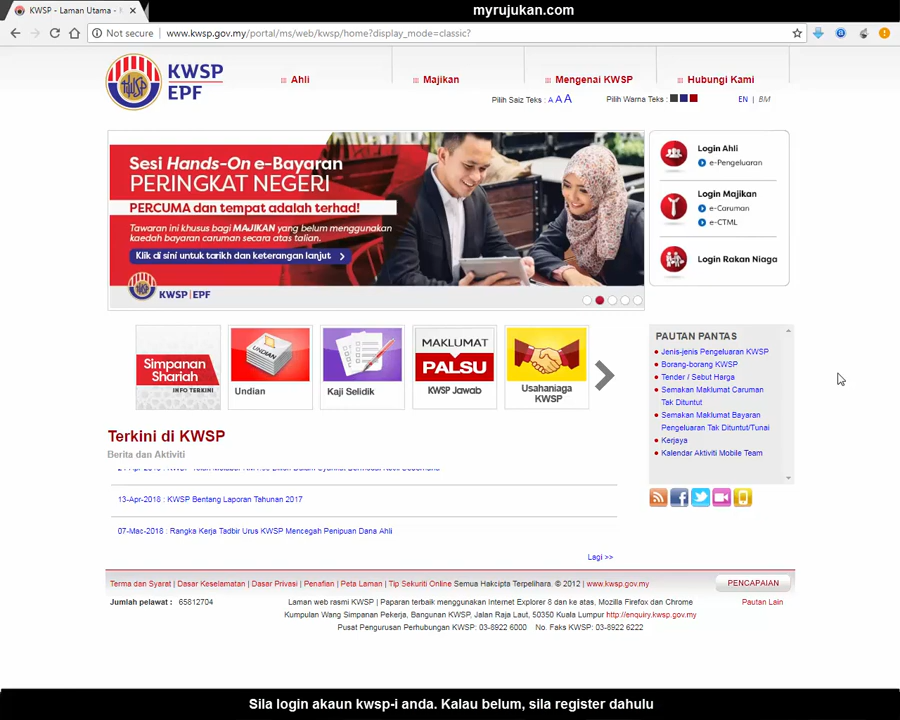 myrujukan.com
KWSP - Laman Utama -
Not secure | www.kwsp.gov.my/portal/ms/web/kwsp/home?display_mode=classic?
KWSP
EPF
Ahli
Majikan
Mengenai KWSP
Hubungi Kami
Pilih Saiz Teks : A A A
Pilih Warna Teks :
EN | BM
Sesi Hands-On e-Bayaran
PERINGKAT NEGERI
PERCUMA dan tempat adalah terhad!
Tawaran ini khusus bagi MAJIKAN yang belum menggunakan
kaedah bayaran caruman secara atas talian.
Klik di sini untuk tarikh dan keterangan lanjut
KWSP | EPF
Login Ahli
e-Pengeluaran
Login Majikan
e-Caruman
e-CTML
Login Rakan Niaga
Simpanan
Shariah
INFO TERKINI
UNDIAN
Undian
Kaji Selidik
MAKLUMAT
PALSU
KWSP Jawab
Usahaniaga
KWSP
PAUTAN PANTAS
Jenis-jenis Pengeluaran KWSP
Borang-borang KWSP
Tender / Sebut Harga
Semakan Maklumat Caruman
Tak Dituntut
Semakan Maklumat Bayaran
Pengeluaran Tak Dituntut/Tunai
Kerjaya
Kalendar Aktiviti Mobile Team
Terkini di KWSP
Berita dan Aktiviti
13-Apr-2018 : KWSP Bentang Laporan Tahunan 2017
07-Mac-2018 : Rangka Kerja Tadbir Urus KWSP Mencegah Penipuan Dana Ahli
Lagi >>
Terma dan Syarat | Dasar Keselamatan | Dasar Privasi | Penafian | Peta Laman | Tip Sekuriti Online Semua Hakcipta Terpelihara. © 2012 | www.kwsp.gov.my
PENCAPAIAN
Jumlah pelawat : 65812704
Laman web rasmi KWSP | Paparan terbaik menggunakan Internet Explorer 8 dan ke atas, Mozilla Firefox dan Chrome
Pautan Lain
Kumpulan Wang Simpanan Pekerja, Bangunan KWSP, Jalan Raja Laut, 50350 Kuala Lumpur http://enquiry.kwsp.gov.my
Pusat Pengurusan Perhubungan KWSP: 03-8922 6000 No. Faks KWSP: 03-8922 6222
Sila login akaun kwsp-i anda. Kalau belum, sila register dahulu